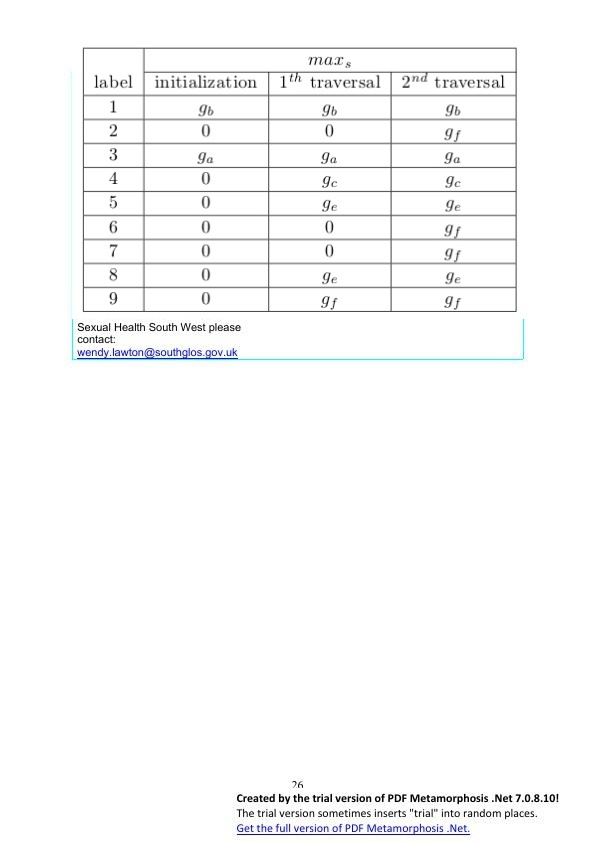 max_s
label initialization 1^th traversal 2^nd traversal
1 g_b g_b g_b
2 0 0 g_f
3 g_a g_a g_a
4 0 g_c g_c
5 0 g_e g_e
6 0 0 g_f
7 0 0 g_f
8 0 g_e g_e
9 0 g_f g_f
Sexual Health South West please
contact:
wendy.lawton@southglos.gov.uk
26
Created by the trial version of PDF Metamorphosis .Net 7.0.8.10!
The trial version sometimes inserts "trial" into random places.
Get the full version of PDF Metamorphosis .Net.